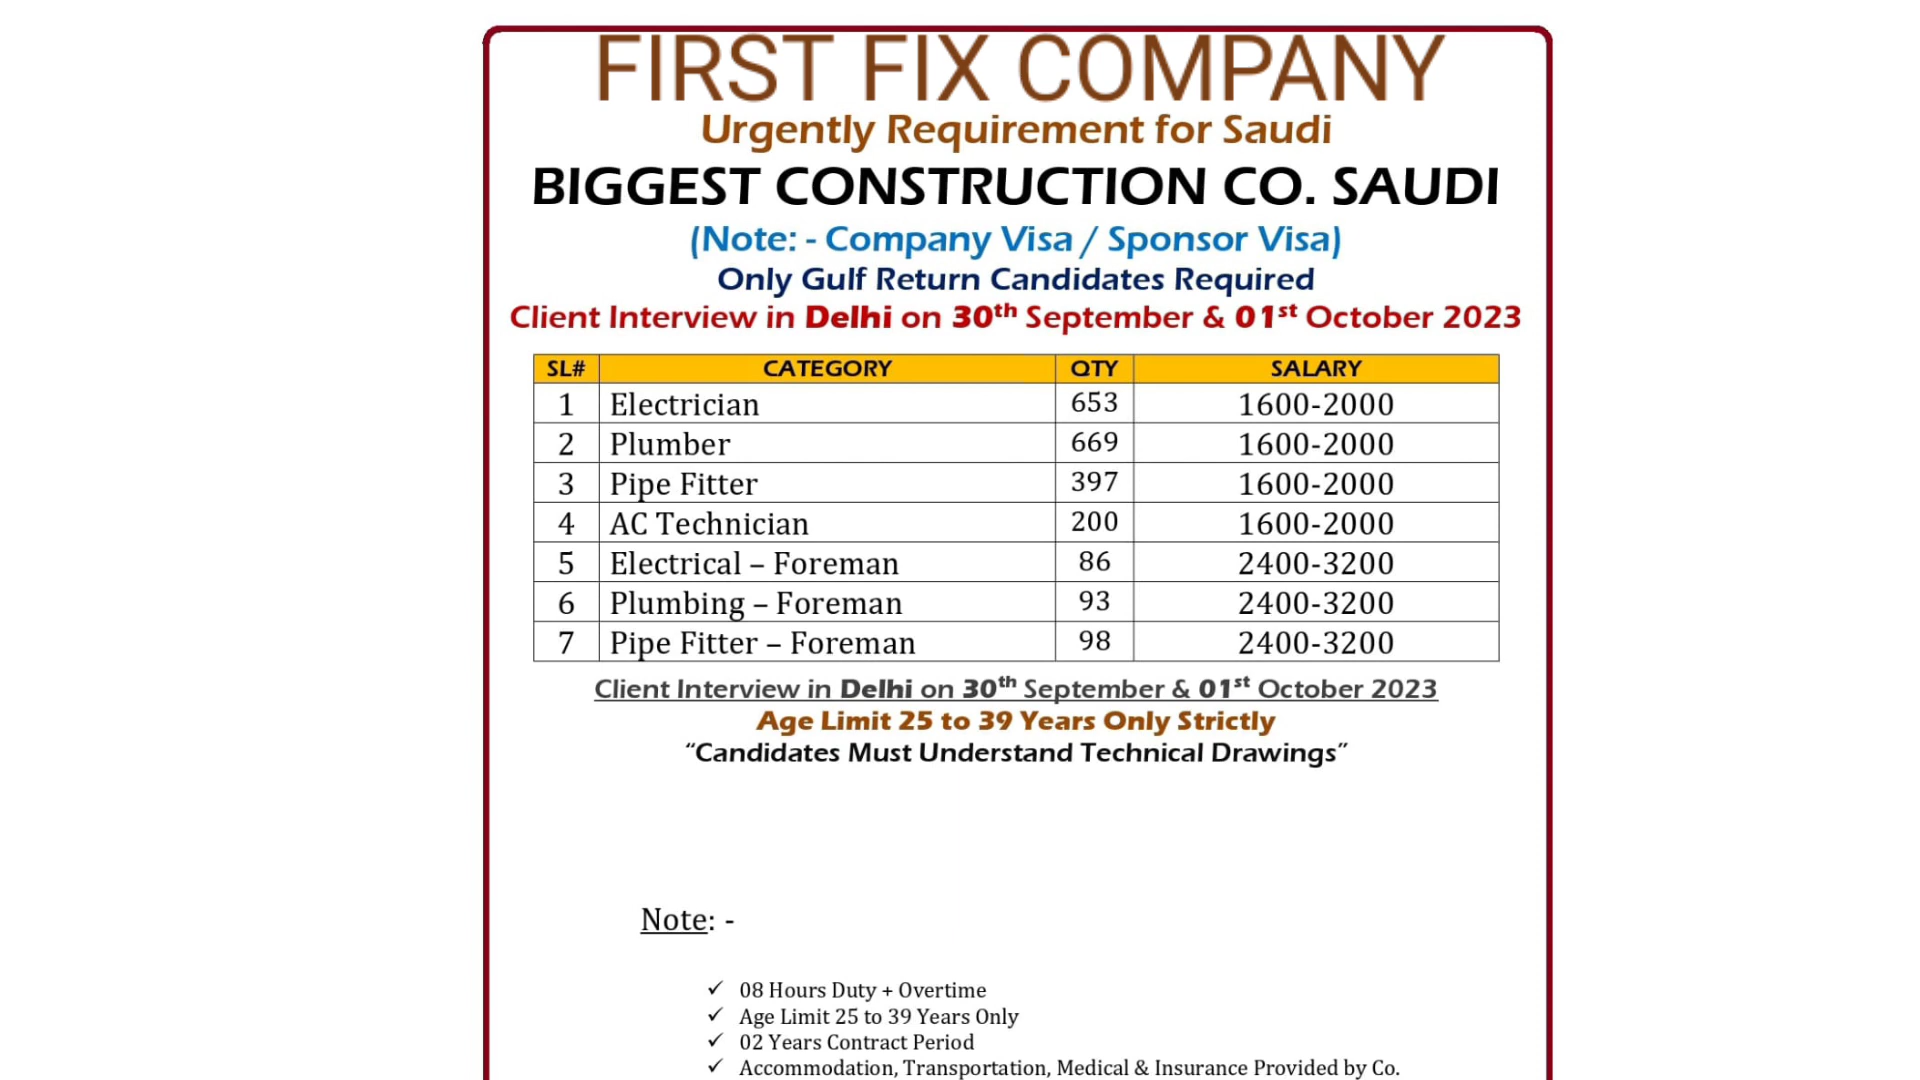 FIRST FIX COMPANY
Urgently Requirement for Saudi
BIGGEST CONSTRUCTION CO. SAUDI
(Note: - Company Visa / Sponsor Visa)
Only Gulf Return Candidates Required
Client Interview in Delhi on 30th September & 01st October 2023
SL# CATEGORY QTY SALARY
1 Electrician 653 1600-2000
2 Plumber 669 1600-2000
3 Pipe Fitter 397 1600-2000
4 AC Technician 200 1600-2000
5 Electrical – Foreman 86 2400-3200
6 Plumbing – Foreman 93 2400-3200
7 Pipe Fitter – Foreman 98 2400-3200
Client Interview in Delhi on 30th September & 01st October 2023
Age Limit 25 to 39 Years Only Strictly
“Candidates Must Understand Technical Drawings”
Note: -
✓ 08 Hours Duty + Overtime
✓ Age Limit 25 to 39 Years Only
✓ 02 Years Contract Period
✓ Accommodation, Transportation, Medical & Insurance Provided by Co.